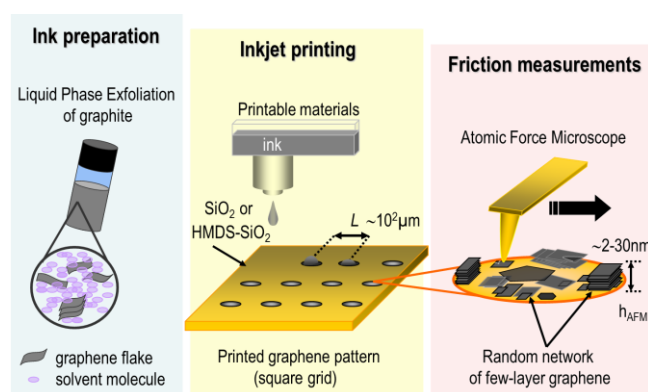 Ink preparation
Liquid Phase Exfoliation
of graphite
graphene flake
solvent molecule
Inkjet printing
Printable materials
ink
SiO₂ or
HMDS-SiO₂
L ~10²µm
Printed graphene pattern
(square grid)
Friction measurements
Atomic Force Microscope
~2-30nm
hAFM
Random network
of few-layer graphene